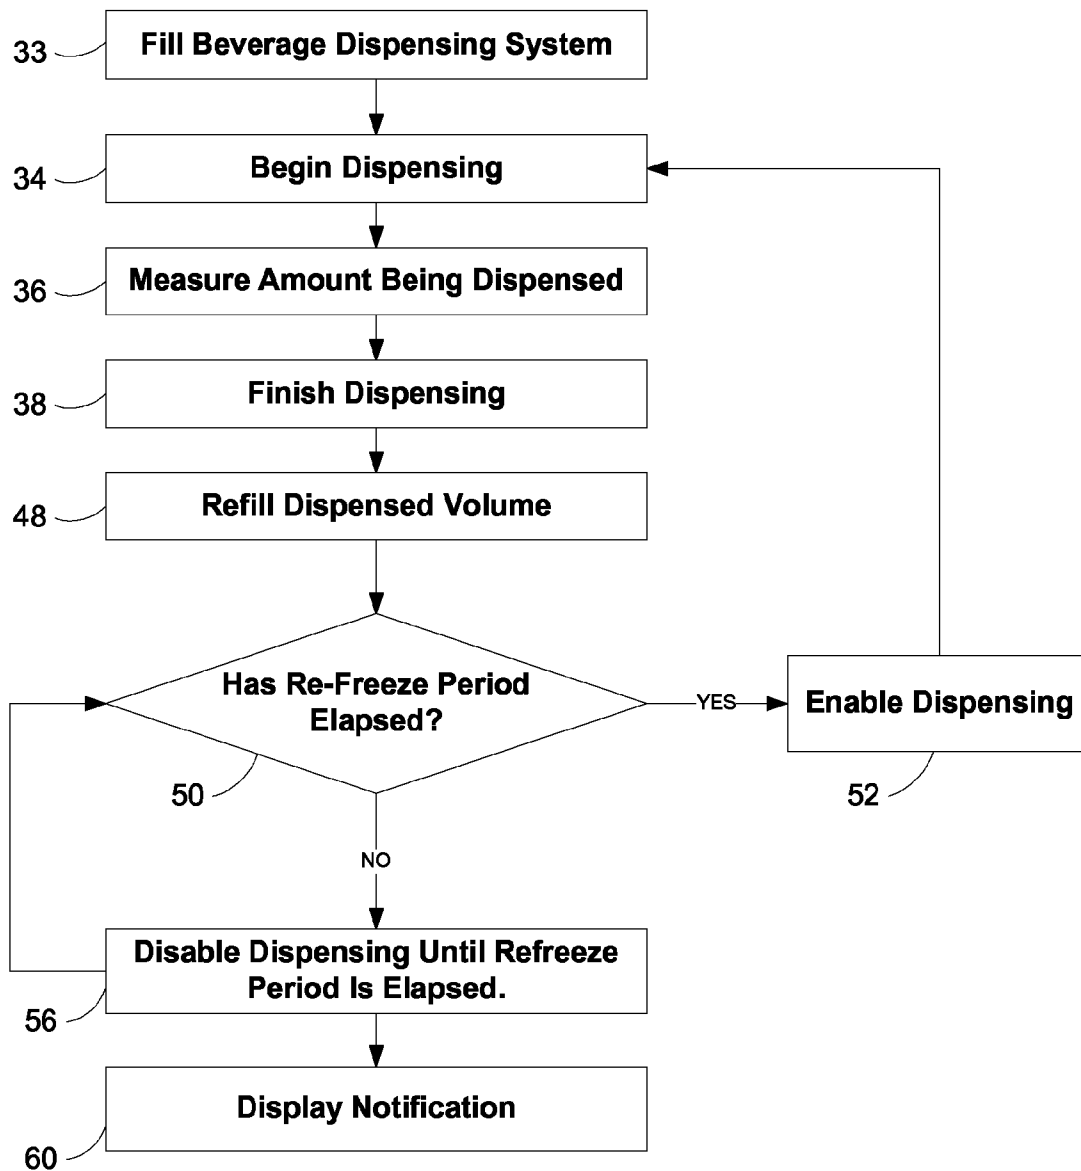 Fill Beverage Dispensing System
33
Begin Dispensing
34
Measure Amount Being Dispensed
36
Finish Dispensing
38
Refill Dispensed Volume
48
Has Re-Freeze Period
Elapsed?
YES
Enable Dispensing
50
52
NO
Disable Dispensing Until Refreeze
Period Is Elapsed.
56
Display Notification
60